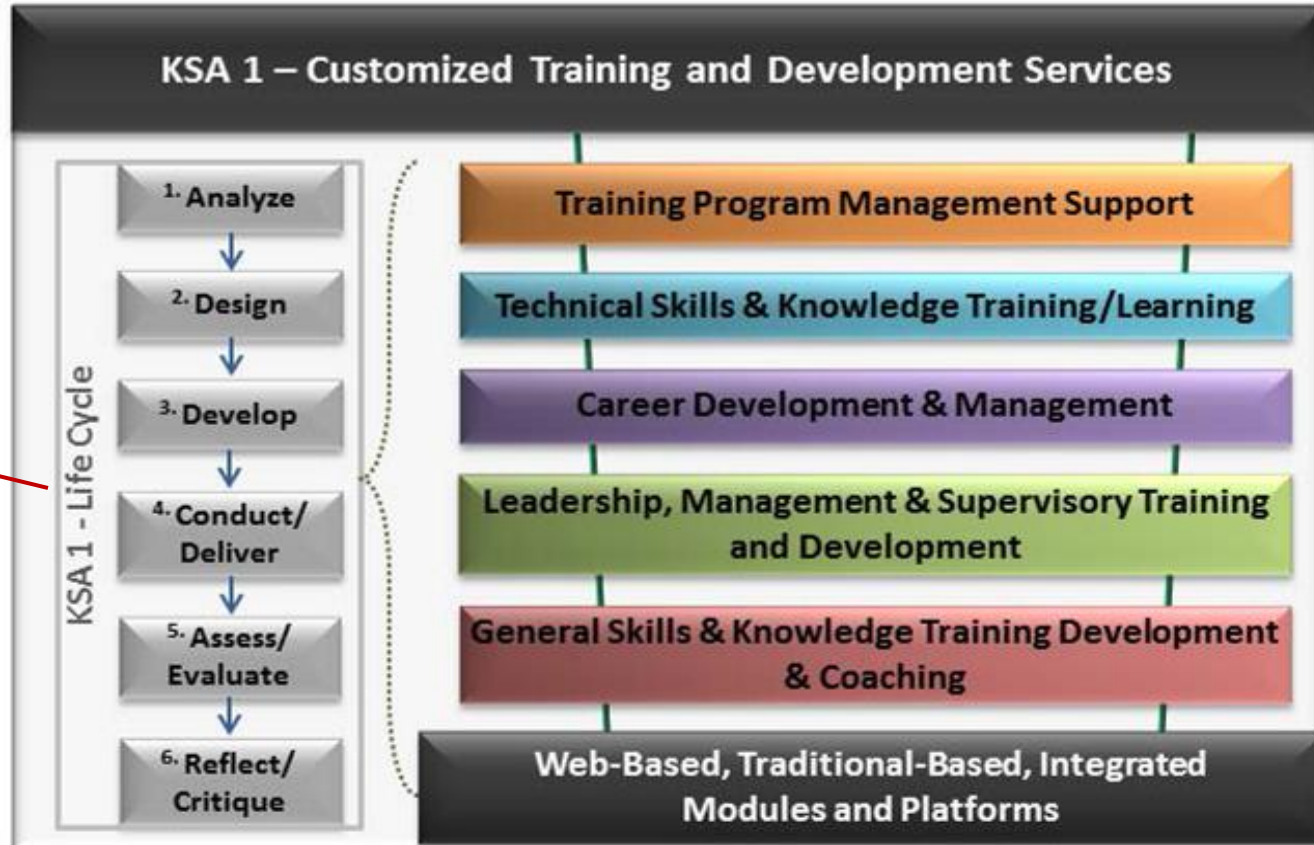 KSA 1 – Customized Training and Development Services
KSA 1 - Life Cycle
1. Analyze
2. Design
3. Develop
4. Conduct/
Deliver
5. Assess/
Evaluate
6. Reflect/
Critique
Training Program Management Support
Technical Skills & Knowledge Training/Learning
Career Development & Management
Leadership, Management & Supervisory Training
and Development
General Skills & Knowledge Training Development
& Coaching
Web-Based, Traditional-Based, Integrated
Modules and Platforms